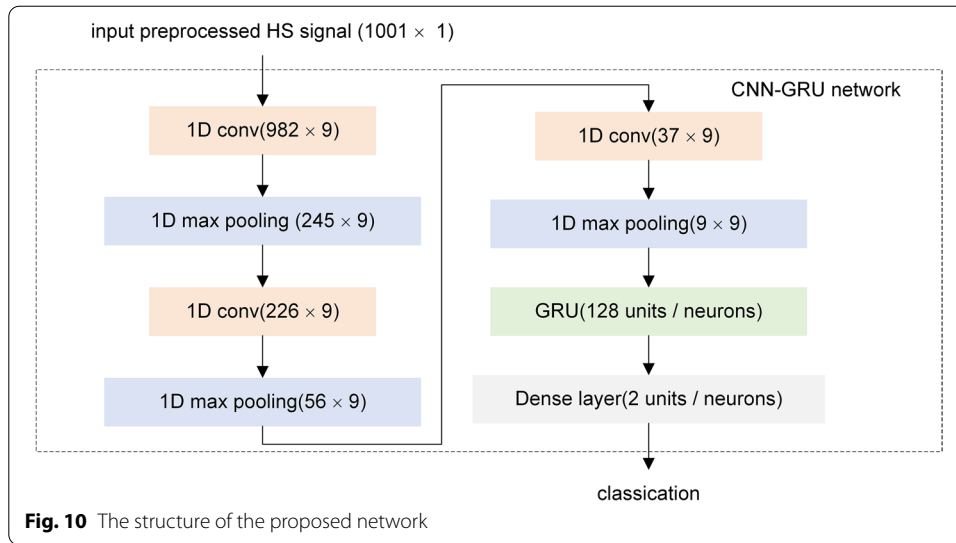 input preprocessed HS signal (1001 × 1)
CNN-GRU network
1D conv(982 × 9)
1D max pooling (245 × 9)
1D conv(226 × 9)
1D max pooling(56 × 9)
1D conv(37 × 9)
1D max pooling(9 × 9)
GRU(128 units / neurons)
Dense layer(2 units / neurons)
classication
Fig. 10 The structure of the proposed network